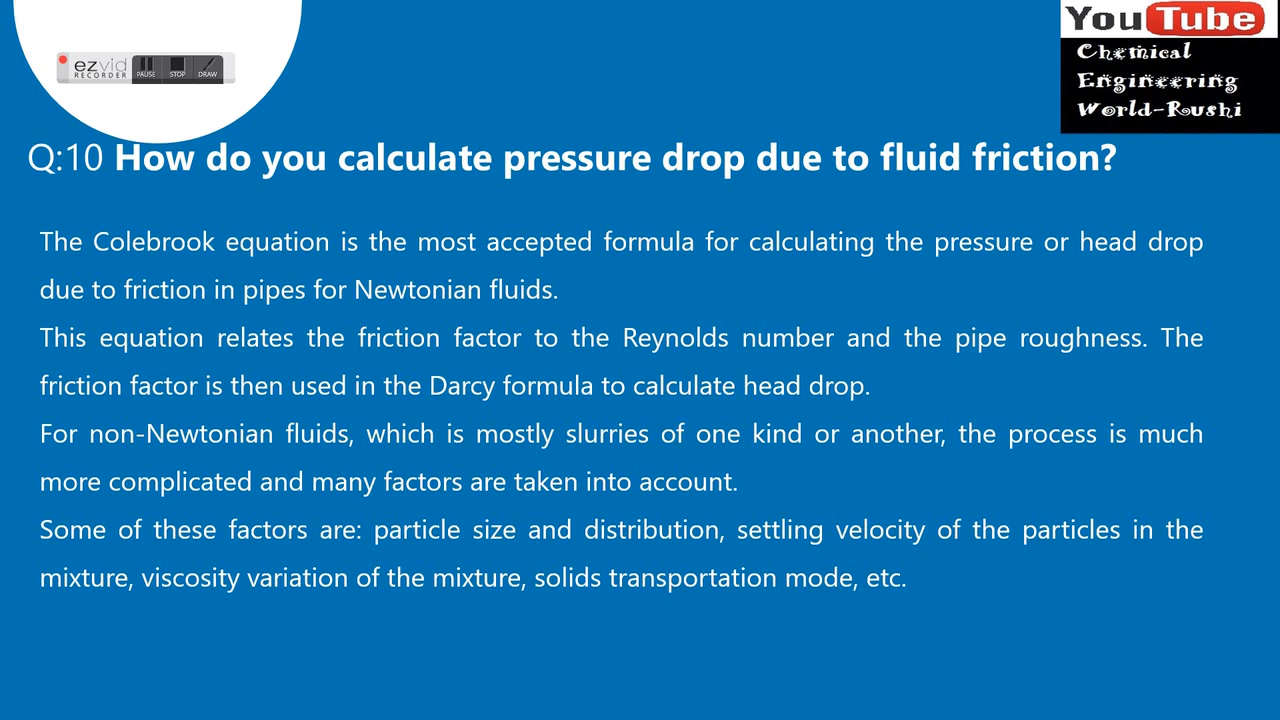 YouTube
Chemical
Engineering
World-Rushi
ezvid
RECORDER
PAUSE STOP DRAW
Q:10 How do you calculate pressure drop due to fluid friction?
The Colebrook equation is the most accepted formula for calculating the pressure or head drop
due to friction in pipes for Newtonian fluids.
This equation relates the friction factor to the Reynolds number and the pipe roughness. The
friction factor is then used in the Darcy formula to calculate head drop.
For non-Newtonian fluids, which is mostly slurries of one kind or another, the process is much
more complicated and many factors are taken into account.
Some of these factors are: particle size and distribution, settling velocity of the particles in the
mixture, viscosity variation of the mixture, solids transportation mode, etc.